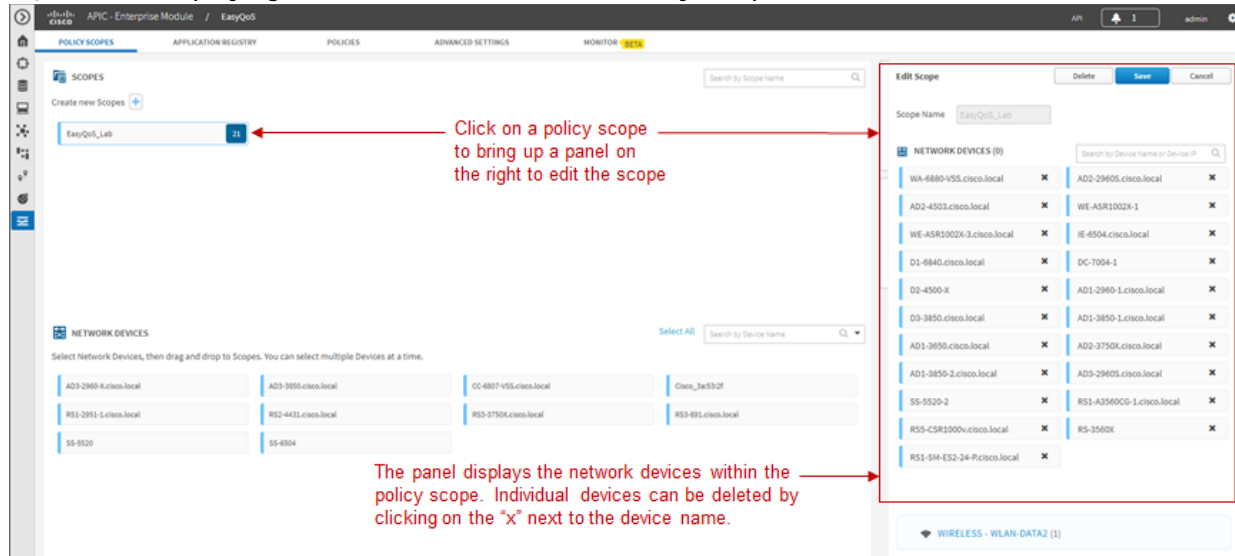 cisco APIC - Enterprise Module / EasyQoS
API 1 admin
POLICY SCOPES APPLICATION REGISTRY POLICIES ADVANCED SETTINGS MONITOR BETA
SCOPES
Search by Scope Name
Create new Scopes +
EasyQoS_Lab 21
Click on a policy scope
to bring up a panel on
the right to edit the scope
NETWORK DEVICES
Select All
Search by Device Name
Select Network Devices, then drag and drop to Scopes. You can select multiple Devices at a time.
AD3-2960-X.cisco.local AD3-3850.cisco.local CC-6807-VSS.cisco.local Cisco_3a:53:2f
RS1-2951-1.cisco.local RS2-4431.cisco.local RS3-3750X.cisco.local RS3-891.cisco.local
SS-5520 SS-6504
The panel displays the network devices within the
policy scope. Individual devices can be deleted by
clicking on the “x” next to the device name.
Edit Scope Delete Save Cancel
Scope Name EasyQoS_Lab
NETWORK DEVICES (0) Search by Device Name or Device IP
WA-6880-VSS.cisco.local AD2-2960S.cisco.local
AD2-4503.cisco.local WE-ASR1002X-1
WE-ASR1002X-3.cisco.local IE-6504.cisco.local
D1-6840.cisco.local DC-7004-1
D2-4500-X AD1-2960-1.cisco.local
D3-3850.cisco.local AD1-3850-1.cisco.local
AD1-3650.cisco.local AD2-3750X.cisco.local
AD1-3850-2.cisco.local AD3-2960S.cisco.local
SS-5520-2 RS1-A3560CG-1.cisco.local
RS5-CSR1000v.cisco.local RS-3560X
RS1-SM-ES2-24-P.cisco.local
WIRELESS - WLAN-DATA2 (1)